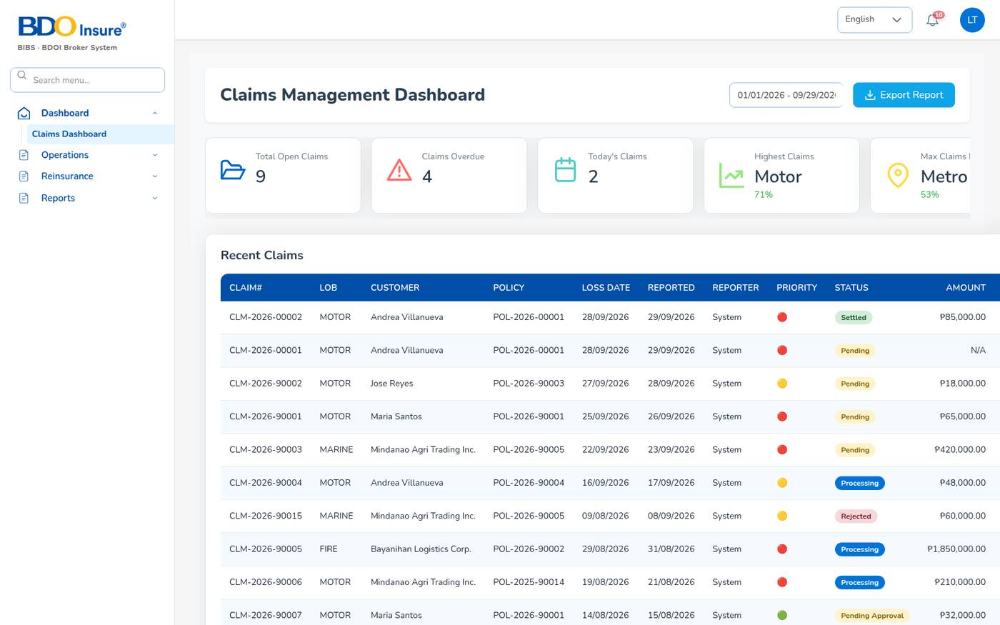 BDO Insure®
BIBS · BDOI Broker System
Search menu...
Dashboard
Claims Dashboard
Operations
Reinsurance
Reports
English
10
LT
Claims Management Dashboard
01/01/2026 - 09/29/202
Export Report
Total Open Claims
9
Claims Overdue
4
Today's Claims
2
Highest Claims
Motor
71%
Max Claims
Metro
53%
Recent Claims
CLAIM# LOB CUSTOMER POLICY LOSS DATE REPORTED REPORTER PRIORITY STATUS AMOUNT
CLM-2026-00002 MOTOR Andrea Villanueva POL-2026-00001 28/09/2026 29/09/2026 System Settled ₱85,000.00
CLM-2026-00001 MOTOR Andrea Villanueva POL-2026-00001 28/09/2026 29/09/2026 System Pending N/A
CLM-2026-90002 MOTOR Jose Reyes POL-2026-90003 27/09/2026 28/09/2026 System Pending ₱18,000.00
CLM-2026-90001 MOTOR Maria Santos POL-2026-90001 25/09/2026 26/09/2026 System Pending ₱65,000.00
CLM-2026-90003 MARINE Mindanao Agri Trading Inc. POL-2026-90005 22/09/2026 23/09/2026 System Pending ₱420,000.00
CLM-2026-90004 MOTOR Andrea Villanueva POL-2026-90004 16/09/2026 17/09/2026 System Processing ₱48,000.00
CLM-2026-90015 MARINE Mindanao Agri Trading Inc. POL-2026-90005 09/08/2026 08/09/2026 System Rejected ₱60,000.00
CLM-2026-90005 FIRE Bayanihan Logistics Corp. POL-2026-90002 29/08/2026 31/08/2026 System Processing ₱1,850,000.00
CLM-2026-90006 MOTOR Mindanao Agri Trading Inc. POL-2025-90014 19/08/2026 21/08/2026 System Processing ₱210,000.00
CLM-2026-90007 MOTOR Maria Santos POL-2026-90001 14/08/2026 15/08/2026 System Pending Approval ₱32,000.00